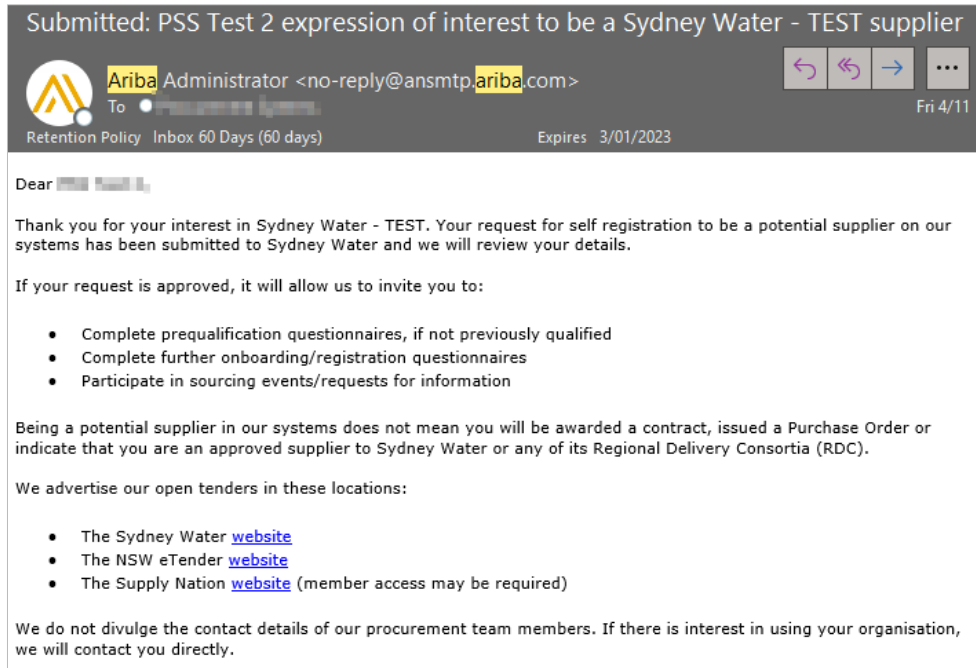 Submitted: PSS Test 2 expression of interest to be a Sydney Water - TEST supplier
Ariba Administrator <no-reply@ansmtp.ariba.com>
To
Fri 4/11
Retention Policy Inbox 60 Days (60 days) Expires 3/01/2023
Dear
Thank you for your interest in Sydney Water - TEST. Your request for self registration to be a potential supplier on our
systems has been submitted to Sydney Water and we will review your details.
If your request is approved, it will allow us to invite you to:
• Complete prequalification questionnaires, if not previously qualified
• Complete further onboarding/registration questionnaires
• Participate in sourcing events/requests for information
Being a potential supplier in our systems does not mean you will be awarded a contract, issued a Purchase Order or
indicate that you are an approved supplier to Sydney Water or any of its Regional Delivery Consortia (RDC).
We advertise our open tenders in these locations:
• The Sydney Water website
• The NSW eTender website
• The Supply Nation website (member access may be required)
We do not divulge the contact details of our procurement team members. If there is interest in using your organisation,
we will contact you directly.